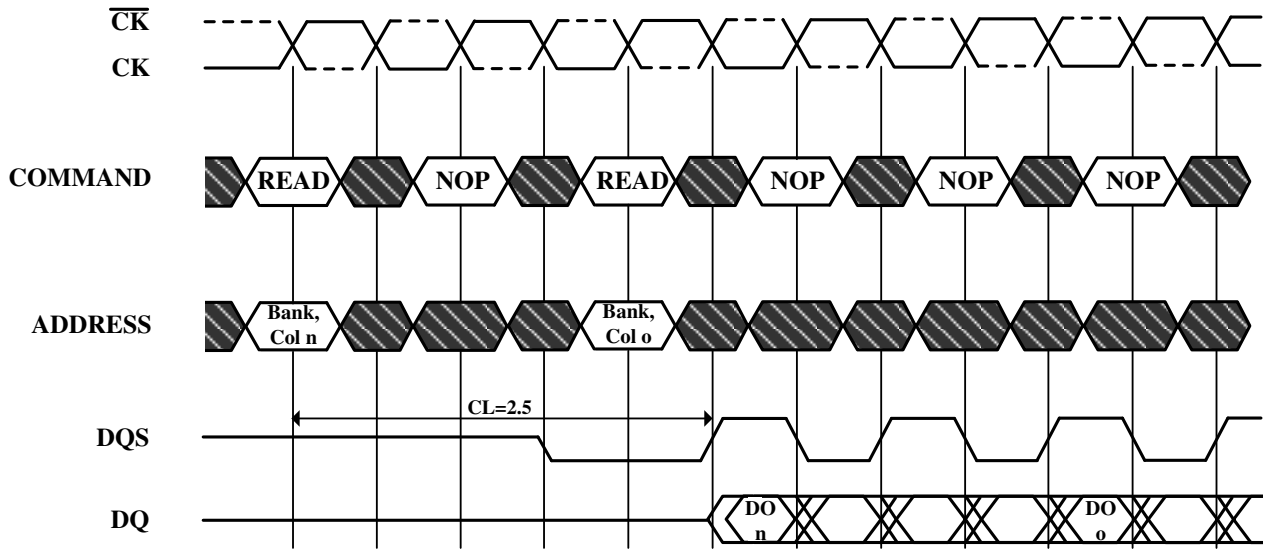 CK
CK
COMMAND
READ
NOP
READ
NOP
NOP
NOP
ADDRESS
Bank,
Col n
Bank,
Col o
CL=2.5
DQS
DQ
DO
n
DO
o